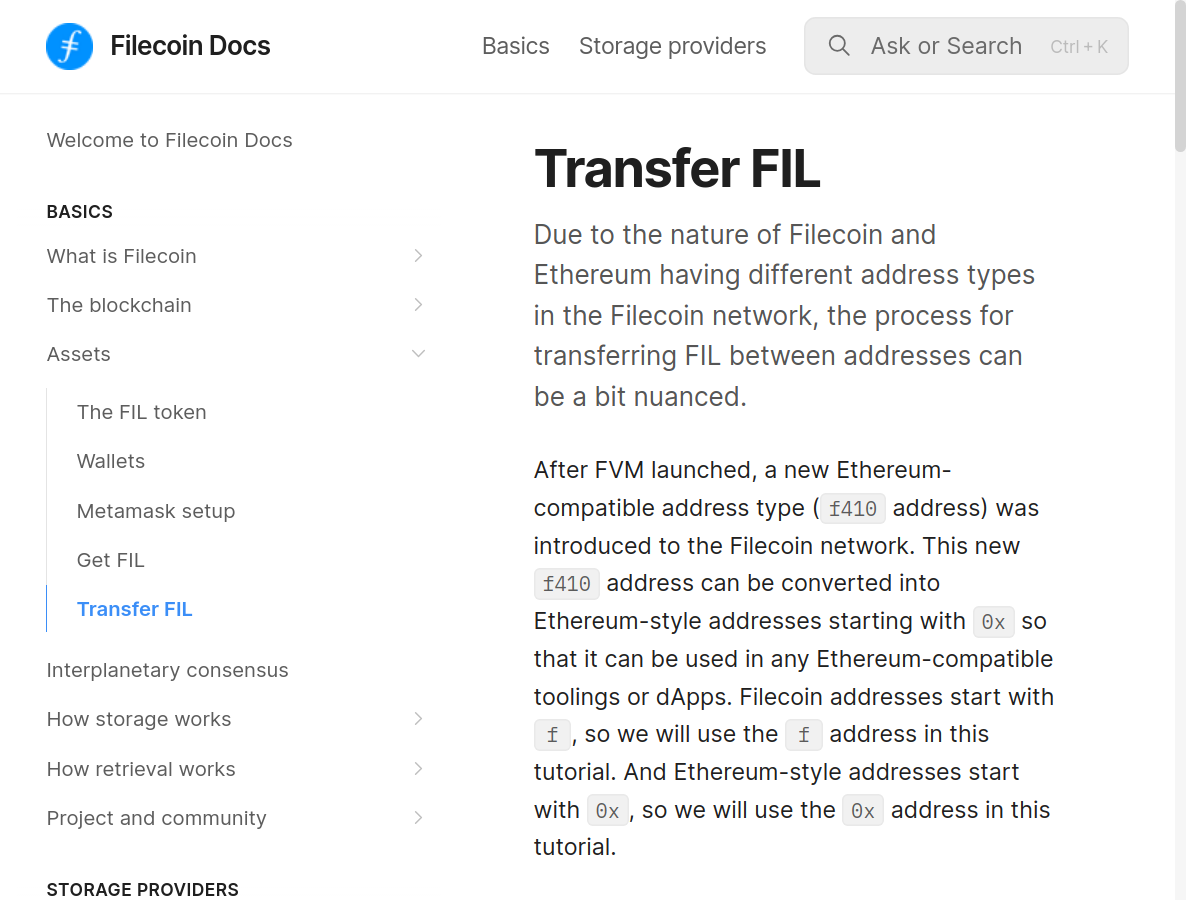 Filecoin Docs
Basics
Storage providers
Ask or Search
Ctrl + K
Welcome to Filecoin Docs
BASICS
What is Filecoin
The blockchain
Assets
The FIL token
Wallets
Metamask setup
Get FIL
Transfer FIL
Interplanetary consensus
How storage works
How retrieval works
Project and community
STORAGE PROVIDERS
Transfer FIL
Due to the nature of Filecoin and
Ethereum having different address types
in the Filecoin network, the process for
transferring FIL between addresses can
be a bit nuanced.
After FVM launched, a new Ethereum-
compatible address type (f410 address) was
introduced to the Filecoin network. This new
f410 address can be converted into
Ethereum-style addresses starting with 0x so
that it can be used in any Ethereum-compatible
toolings or dApps. Filecoin addresses start with
f, so we will use the f address in this
tutorial. And Ethereum-style addresses start
with 0x, so we will use the 0x address in this
tutorial.